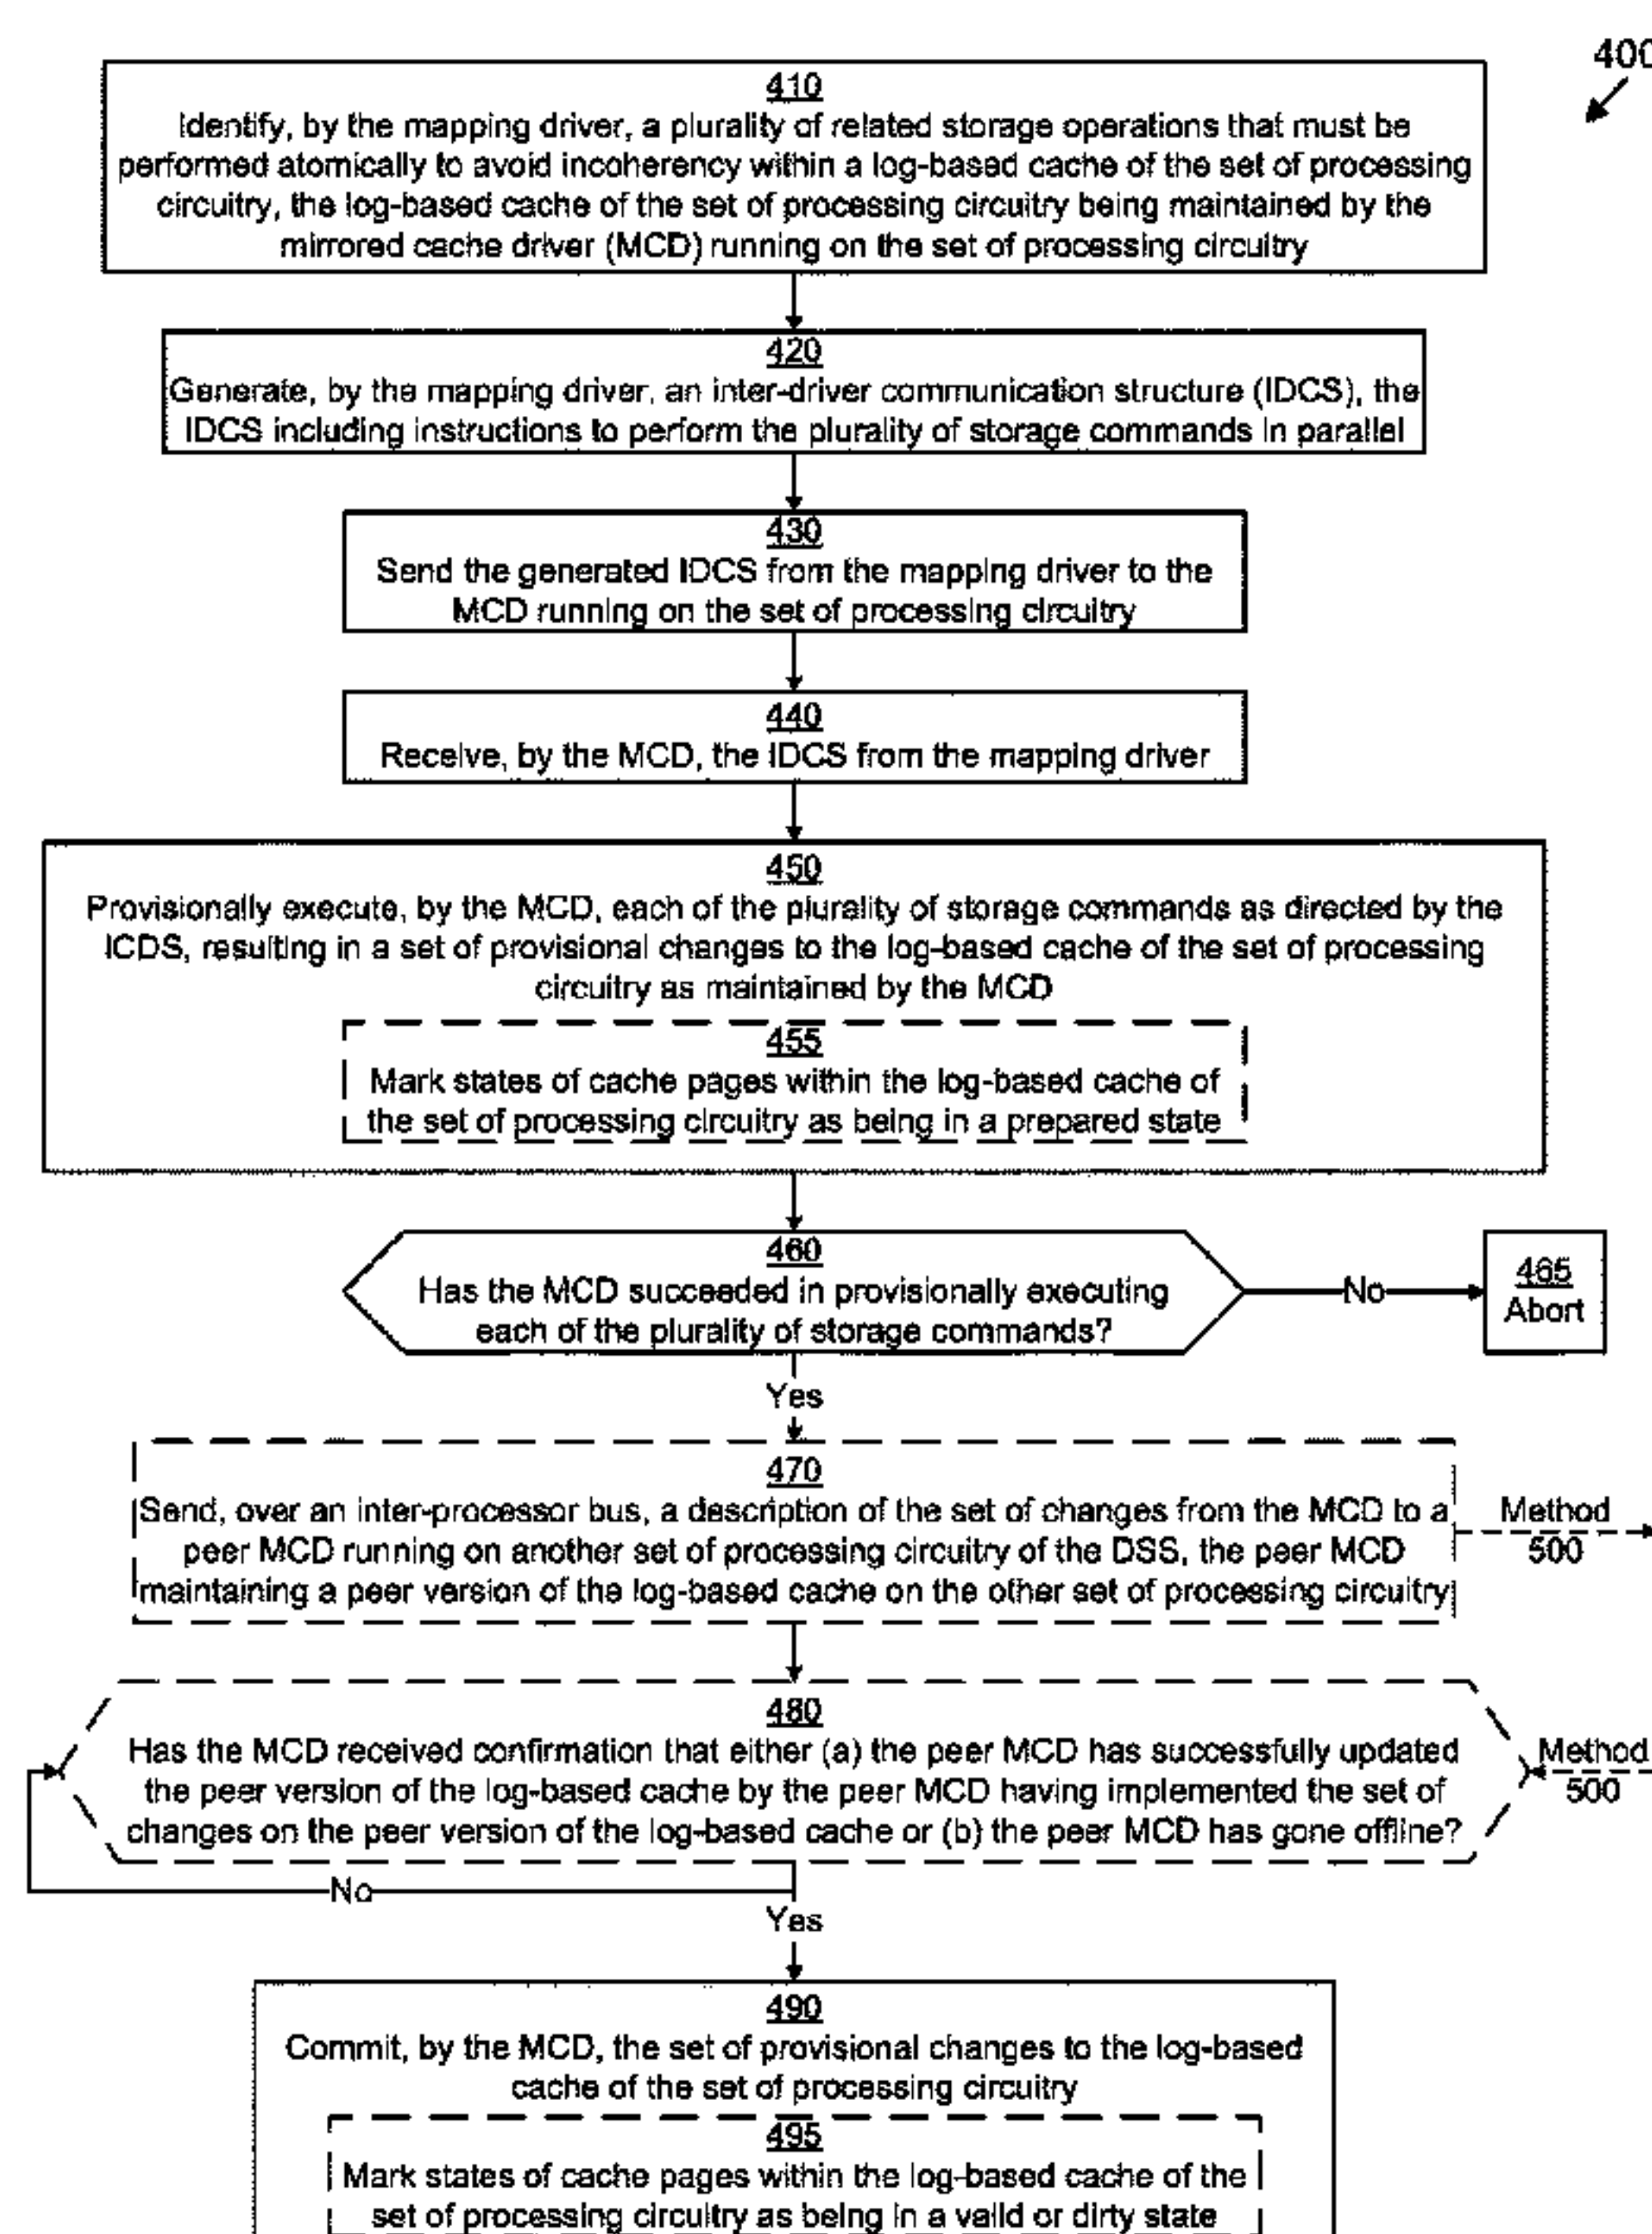 400
410
Identify, by the mapping driver, a plurality of related storage operations that must be
performed atomically to avoid incoherency within a log-based cache of the set of processing
circuitry, the log-based cache of the set of processing circuitry being maintained by the
mirrored cache driver (MCD) running on the set of processing circuitry
420
Generate, by the mapping driver, an inter-driver communication structure (IDCS), the
IDCS including instructions to perform the plurality of storage commands in parallel
430
Send the generated IDCS from the mapping driver to the
MCD running on the set of processing circuitry
440
Receive, by the MCD, the IDCS from the mapping driver
450
Provisionally execute, by the MCD, each of the plurality of storage commands as directed by the
ICDS, resulting in a set of provisional changes to the log-based cache of the set of processing
circuitry as maintained by the MCD
455
Mark states of cache pages within the log-based cache of
the set of processing circuitry as being in a prepared state
460
Has the MCD succeeded in provisionally executing
each of the plurality of storage commands?
No
465
Abort
Yes
470
Send, over an inter-processor bus, a description of the set of changes from the MCD to a
peer MCD running on another set of processing circuitry of the DSS, the peer MCD
maintaining a peer version of the log-based cache on the other set of processing circuitry
Method
500
480
Has the MCD received confirmation that either (a) the peer MCD has successfully updated
the peer version of the log-based cache by the peer MCD having implemented the set of
changes on the peer version of the log-based cache or (b) the peer MCD has gone offline?
Method
500
No
Yes
490
Commit, by the MCD, the set of provisional changes to the log-based
cache of the set of processing circuitry
495
Mark states of cache pages within the log-based cache of the
set of processing circuitry as being in a valid or dirty state